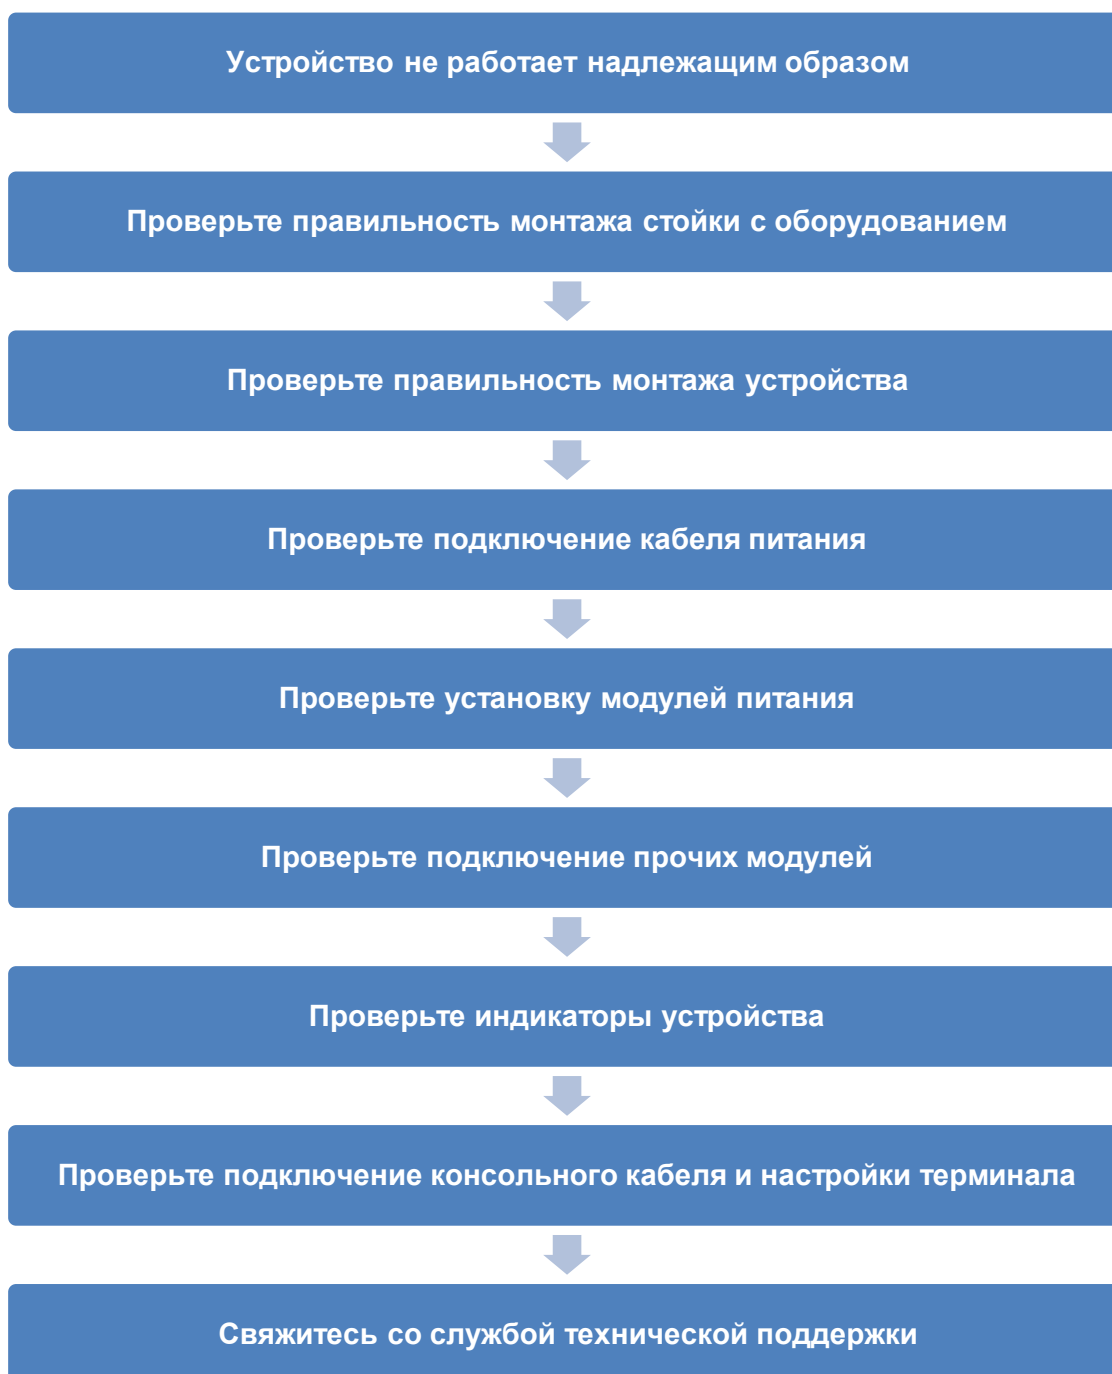 Устройство не работает надлежащим образом
Проверьте правильность монтажа стойки с оборудованием
Проверьте правильность монтажа устройства
Проверьте подключение кабеля питания
Проверьте установку модулей питания
Проверьте подключение прочих модулей
Проверьте индикаторы устройства
Проверьте подключение консольного кабеля и настройки терминала
Свяжитесь со службой технической поддержки